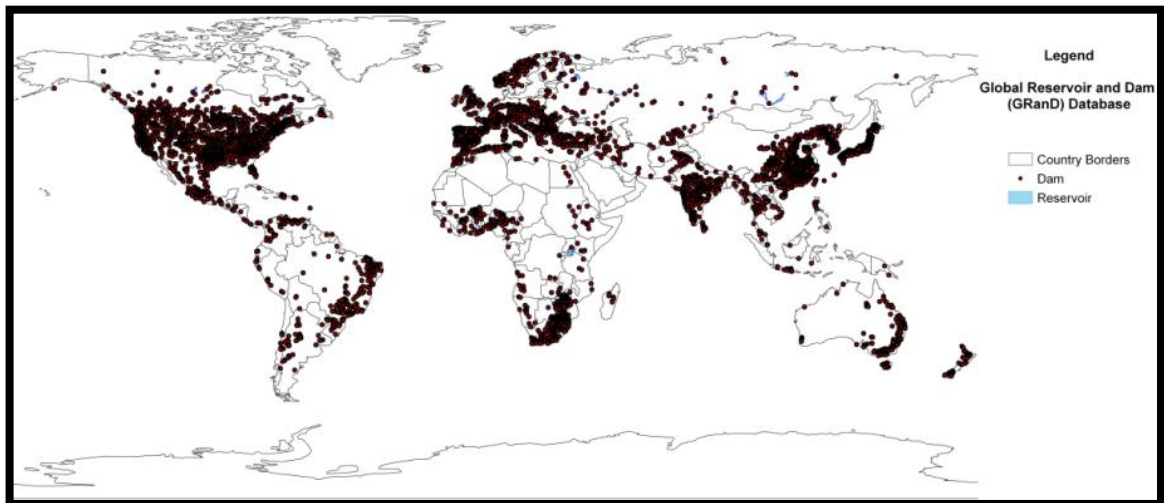 Legend
Global Reservoir and Dam
(GRanD) Database
Country Borders
Dam
Reservoir